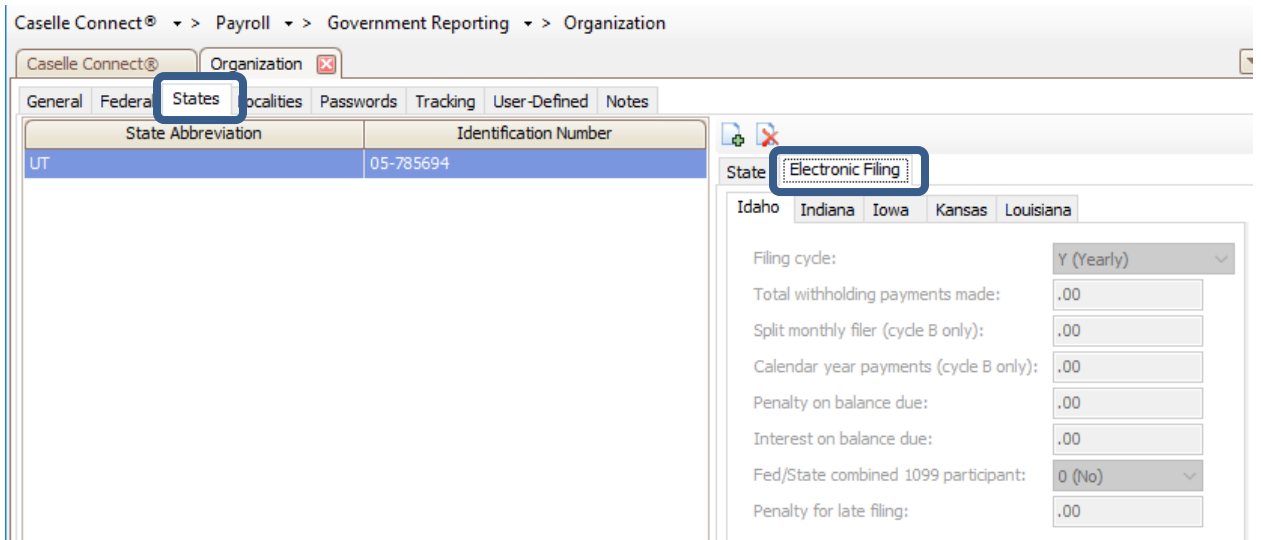 Caselle Connect® > Payroll > Government Reporting > Organization
Caselle Connect® Organization
General Federal States Localities Passwords Tracking User-Defined Notes
State Abbreviation Identification Number
UT 05-785694
State Electronic Filing
Idaho Indiana Iowa Kansas Louisiana
Filing cycle: Y (Yearly)
Total withholding payments made: .00
Split monthly filer (cycle B only): .00
Calendar year payments (cycle B only): .00
Penalty on balance due: .00
Interest on balance due: .00
Fed/State combined 1099 participant: 0 (No)
Penalty for late filing: .00